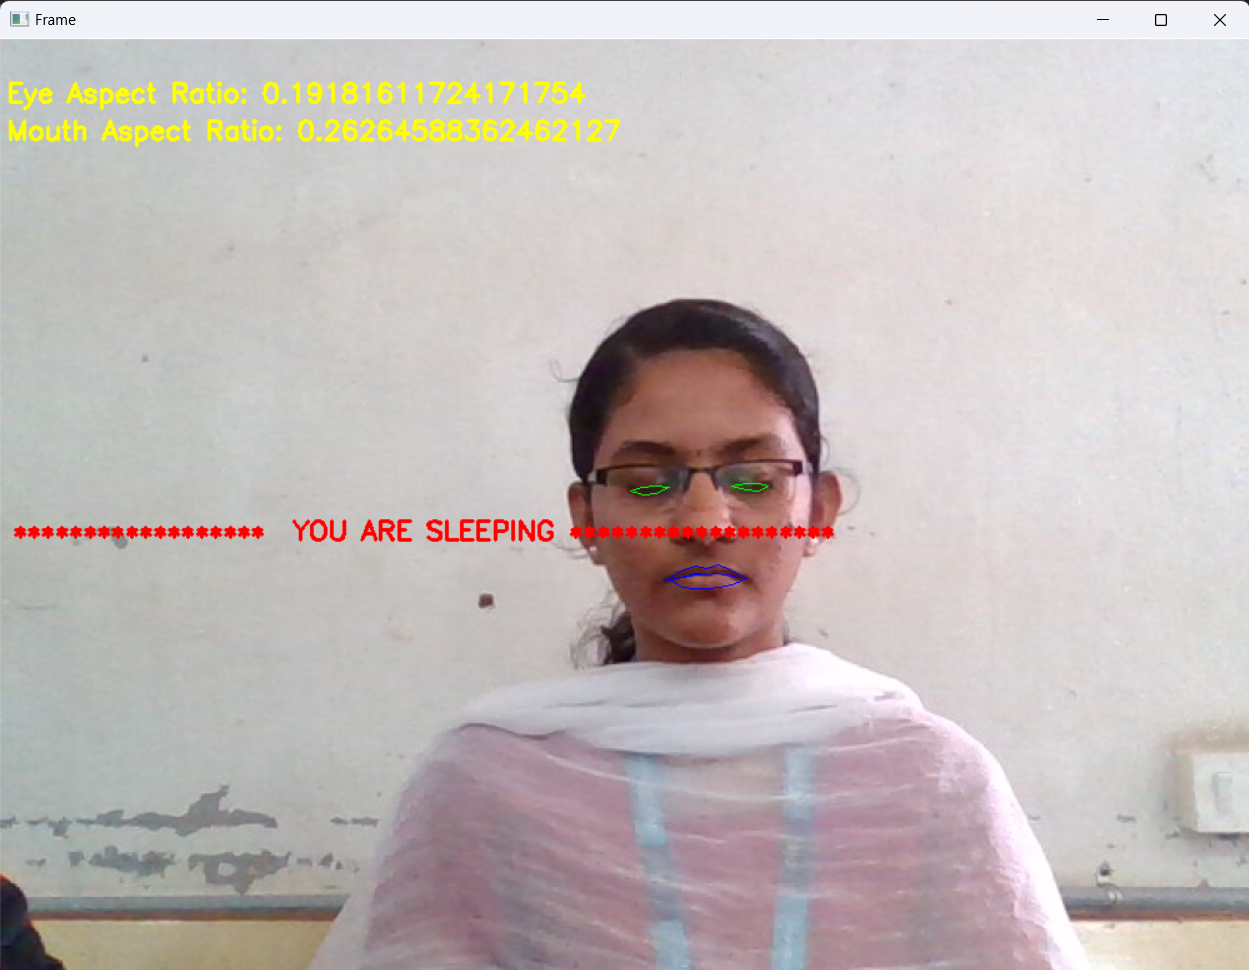 Frame
Eye Aspect Ratio: 0.19181611724171754
Mouth Aspect Ratio: 0.26264588362462127
****************** YOU ARE SLEEPING *******************